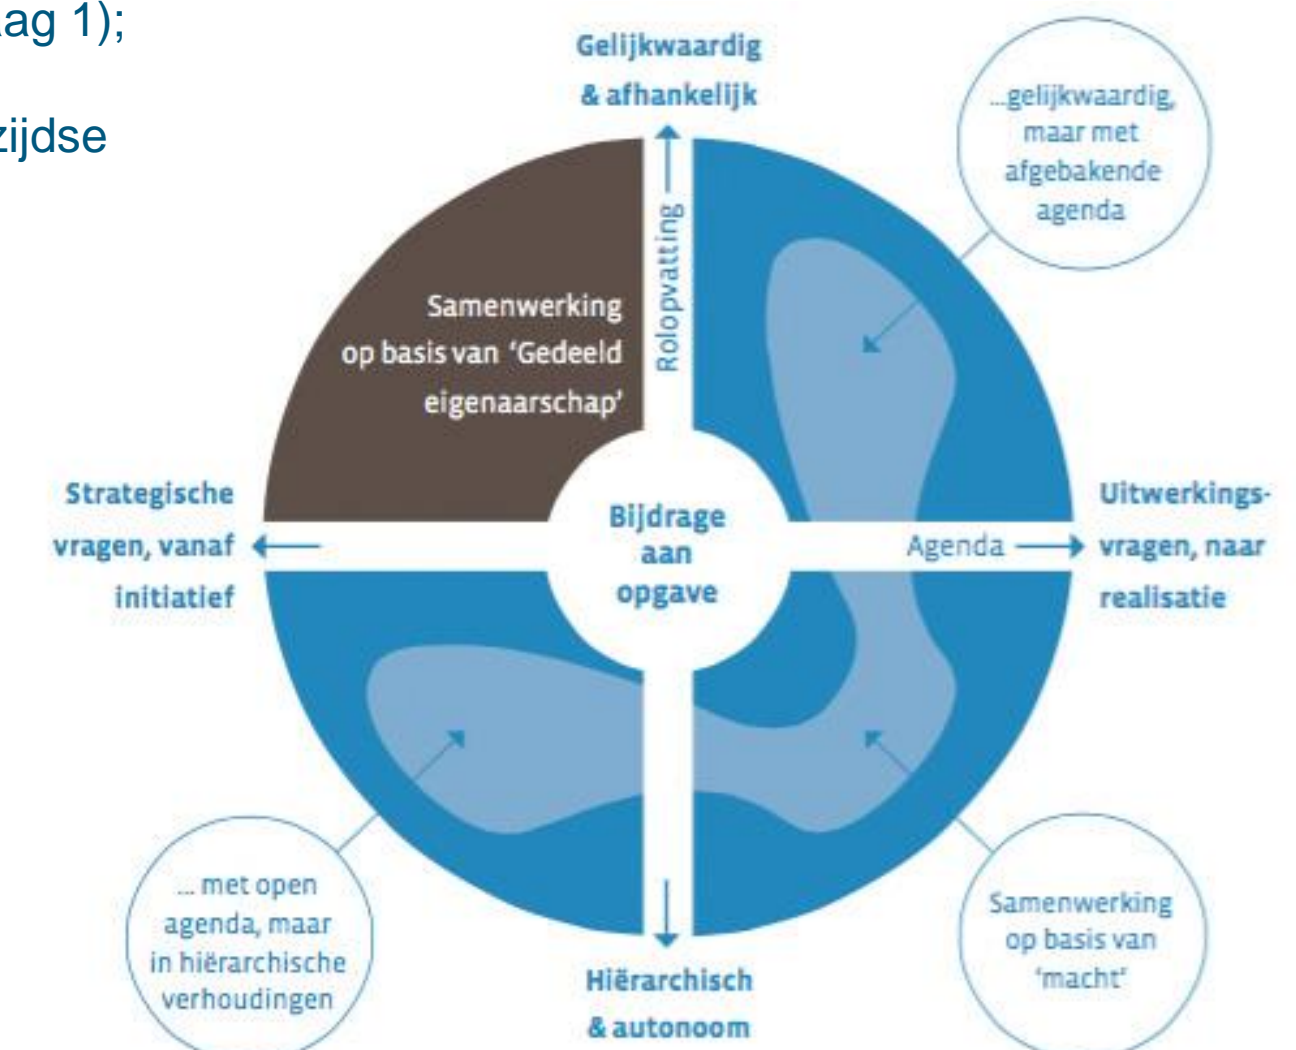 ag 1);
zijdse
Gelijkwaardig
& afhankelijk
...gelijkwaardig,
maar met
afgebakende
agenda
Rolopvatting
Samenwerking
op basis van ‘Gedeeld
eigenaarschap’
Strategische
vragen, vanaf
initiatief
Bijdrage
aan
opgave
Agenda
Uitwerkings-
vragen, naar
realisatie
... met open
agenda, maar
in hiërarchische
verhoudingen
Samenwerking
op basis van
‘macht’
Hiërarchisch
& autonoom